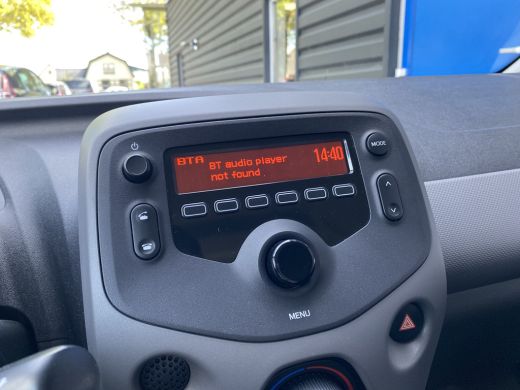 BTA BT audio player 14:40
not found.
MODE
MENU